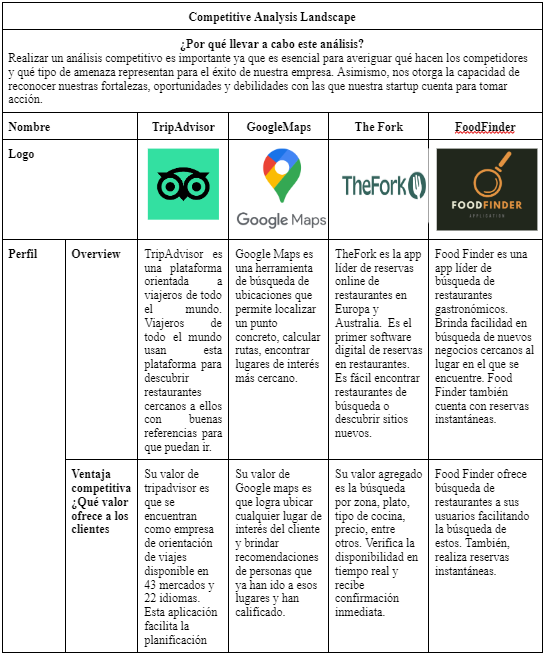 Competitive Analysis Landscape
¿Por qué llevar a cabo este análisis?
Realizar un análisis competitivo es importante ya que es esencial para averiguar qué hacen los competidores
y qué tipo de amenaza representan para el éxito de nuestra empresa. Asimismo, nos otorga la capacidad de
reconocer nuestras fortalezas, oportunidades y debilidades con las que nuestra startup cuenta para tomar
acción.
Nombre
TripAdvisor
GoogleMaps
The Fork
FoodFinder
Logo
Google Maps
TheFork
FOODFINDER
APPLICATION
Perfil
Overview
TripAdvisor es
una plataforma
orientada a
viajeros de todo
el mundo.
Viajeros de
todo el mundo
usan esta
plataforma para
descubrir
restaurantes
cercanos a ellos
con buenas
referencias para
que puedan ir.
Google Maps es
una herramienta
de búsqueda de
ubicaciones que
permite localizar
un punto
concreto, calcular
rutas, encontrar
lugares de interés
más cercano.
TheFork es la app
líder de reservas
online de
restaurantes en
Europa y
Australia. Es el
primer software
digital de reservas
en restaurantes.
Es fácil encontrar
restaurantes de
búsqueda o
descubrir sitios
nuevos.
Food Finder es una
app líder de
búsqueda de
restaurantes
gastronómicos.
Brinda facilidad en
búsqueda de nuevos
negocios cercanos al
lugar en el que se
encuentre. Food
Finder también
cuenta con reservas
instantáneas.
Ventaja
competitiva
¿Qué valor
ofrece a los
clientes
Su valor de
tripadvisor es
que se
encuentran
como empresa
de orientación
de viajes
disponible en
43 mercados y
22 idiomas.
Esta aplicación
facilita la
planificación
Su valor de
Google maps es
que logra ubicar
cualquier lugar de
interés del cliente
y brindar
recomendaciones
de personas que
ya han ido a esos
lugares y han
calificado.
Su valor agregado
es la búsqueda
por zona, plato,
tipo de cocina,
precio, entre
otros. Verifica la
disponibilidad en
tiempo real y
recibe
confirmación
inmediata.
Food Finder ofrece
búsqueda de
restaurantes a sus
usuarios facilitando
la búsqueda de
estos. También,
realiza reservas
instantáneas.